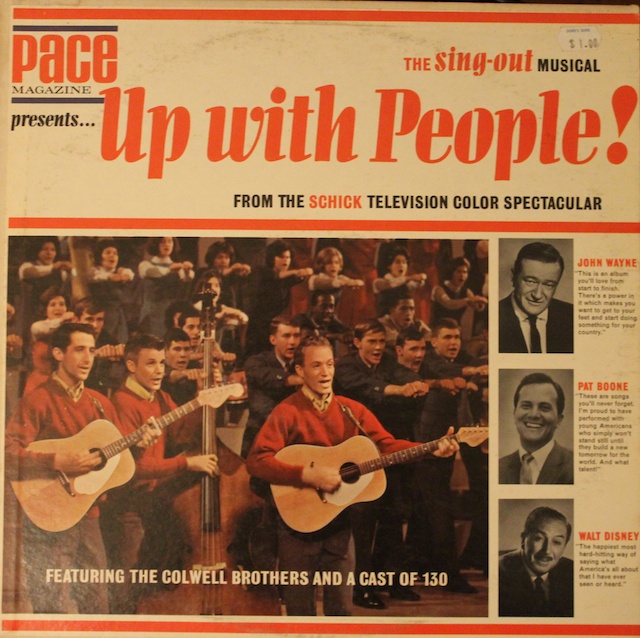 PACE
MAGAZINE
presents...
THE sing-out MUSICAL
$1.00
Up with People!
FROM THE SCHICK TELEVISION COLOR SPECTACULAR
JOHN WAYNE
"This is an album
you'll love from
start to finish.
There's a power in
it which makes you
want to get to your
feet and start doing
something for your
country."
PAT BOONE
"These are songs
you'll never forget.
I'm proud to have
performed with
young Americans
who simply won't
stand still until
they build a new
tomorrow for the
world. And what
talent!"
WALT DISNEY
"The happiest most
hard-hitting way of
saying what
America's all about
that I have ever
seen or heard."
FEATURING THE COLWELL BROTHERS AND A CAST OF 130